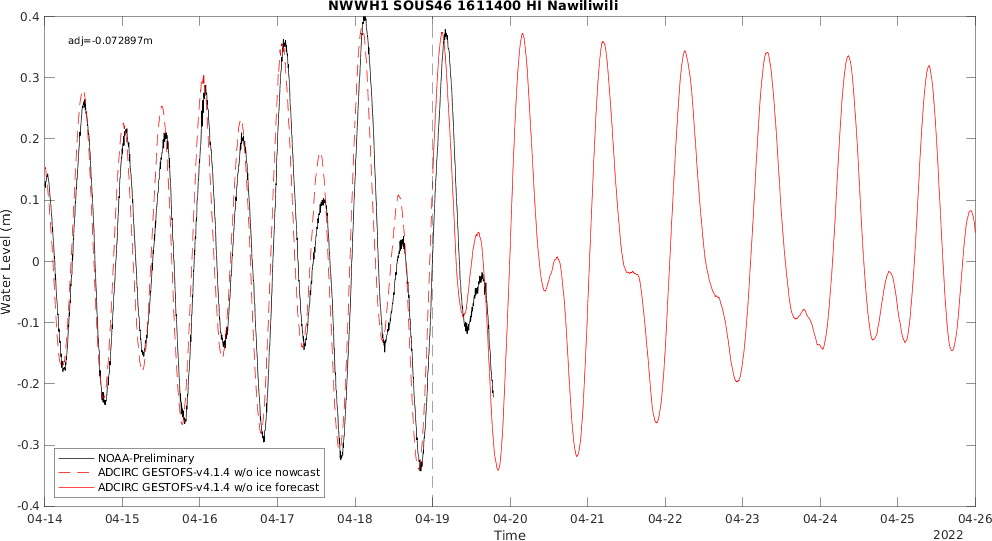 NWWH1 SOUS46 1611400 HI Nawiliwili
adj=-0.072897m
0.4
0.3
0.2
0.1
0
-0.1
-0.2
-0.3
-0.4
Water Level (m)
NOAA-Preliminary
ADCIRC GESTOFS-v4.1.4 w/o ice nowcast
ADCIRC GESTOFS-v4.1.4 w/o ice forecast
04-14 04-15 04-16 04-17 04-18 04-19 04-20 04-21 04-22 04-23 04-24 04-25 04-26
Time
2022